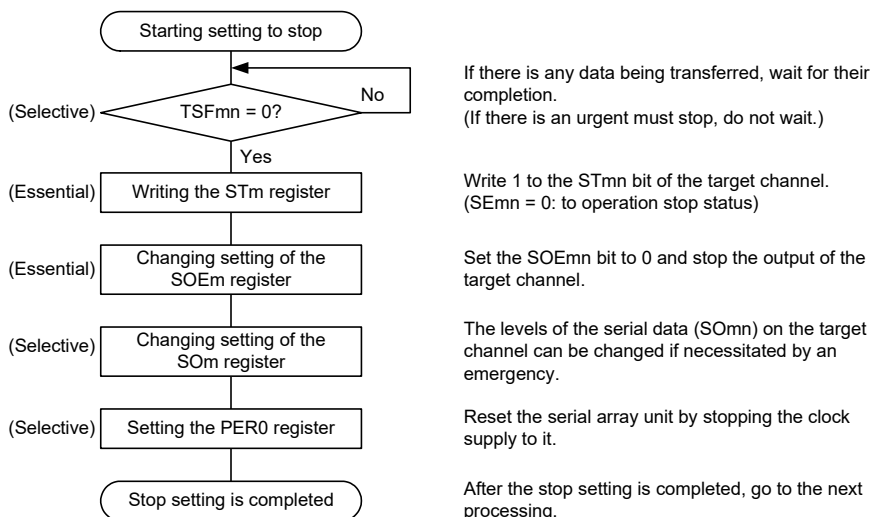 Starting setting to stop
(Selective)
TSFmn = 0?
No
If there is any data being transferred, wait for their
completion.
(If there is an urgent must stop, do not wait.)
Yes
(Essential)
Writing the STm register
Write 1 to the STmn bit of the target channel.
(SEmn = 0: to operation stop status)
(Essential)
Changing setting of the
SOEm register
Set the SOEmn bit to 0 and stop the output of the
target channel.
(Selective)
Changing setting of the
SOm register
The levels of the serial data (SOmn) on the target
channel can be changed if necessitated by an
emergency.
(Selective)
Setting the PER0 register
Reset the serial array unit by stopping the clock
supply to it.
Stop setting is completed
After the stop setting is completed, go to the next
processing.